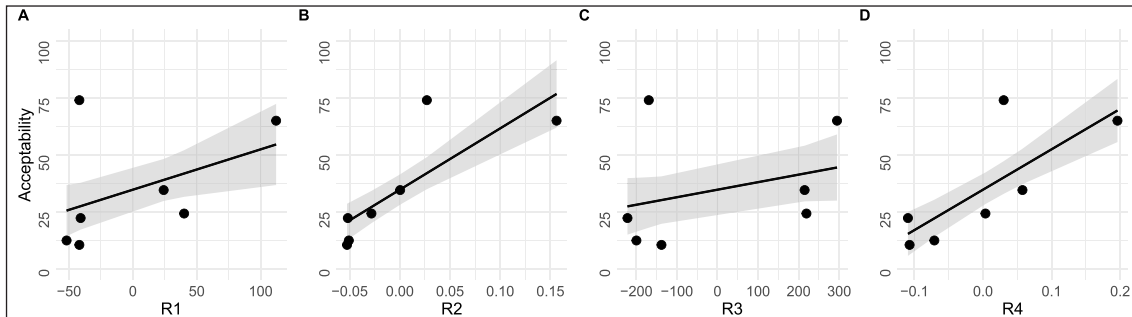 A B C D
Acceptability
100 100 100 100
75 75 75 75
50 50 50 50
25 25 25 25
0 0 0 0
−50 0 50 100 −0.05 0.00 0.05 0.10 0.15 −200 −100 0 100 200 300 −0.1 0.0 0.1 0.2
R1 R2 R3 R4